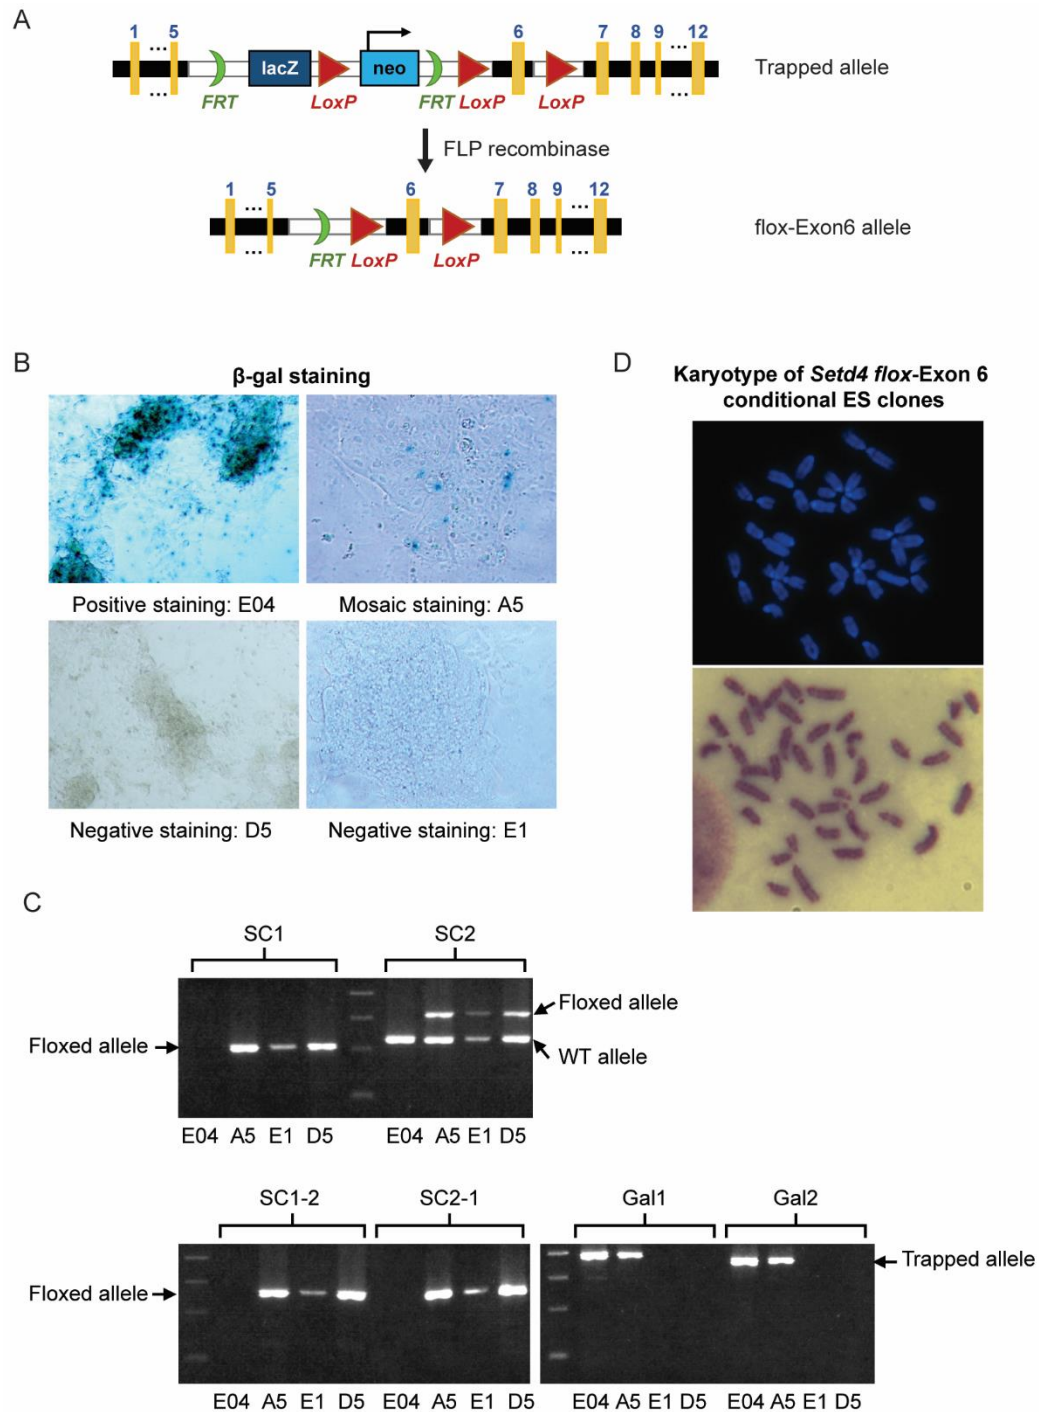 A
1 ... 5 6 7 8 9 ... 12
lacZ neo
... ...
FRT LoxP FRT LoxP LoxP
Trapped allele
FLP recombinase
1 ... 5 6 7 8 9 ... 12
... ...
FRT LoxP LoxP
flox-Exon6 allele
B
β-gal staining
Positive staining: E04
Mosaic staining: A5
Negative staining: D5
Negative staining: E1
D
Karyotype of Setd4 flox-Exon 6
conditional ES clones
C
SC1 SC2
Floxed allele
Floxed allele
WT allele
E04 A5 E1 D5 E04 A5 E1 D5
SC1-2 SC2-1 Gal1 Gal2
Floxed allele
Trapped allele
E04 A5 E1 D5 E04 A5 E1 D5 E04 A5 E1 D5 E04 A5 E1 D5